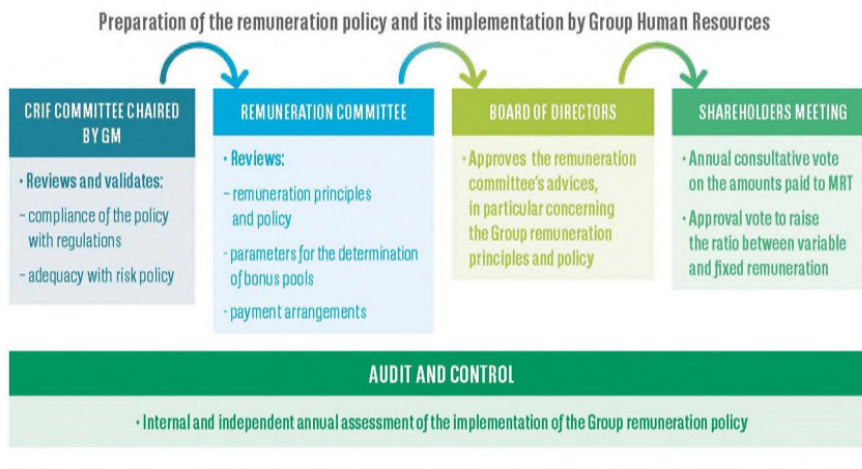 Preparation of the remuneration policy and its implementation by Group Human Resources
CRIF COMMITTEE CHAIRED
BY GM
• Reviews and validates:
– compliance of the policy
with regulations
– adequacy with risk policy
REMUNERATION COMMITTEE
• Reviews:
– remuneration principles
and policy
- parameters for the determination
of bonus pools
- payment arrangements
BOARD OF DIRECTORS
• Approves the remuneration
committee's advices,
in particular concerning
the Group remuneration
principles and policy
SHAREHOLDERS MEETING
• Annual consultative vote
on the amounts paid to MRT
• Approval vote to raise
the ratio between variable
and fixed remuneration
AUDIT AND CONTROL
• Internal and independent annual assessment of the implementation of the Group remuneration policy